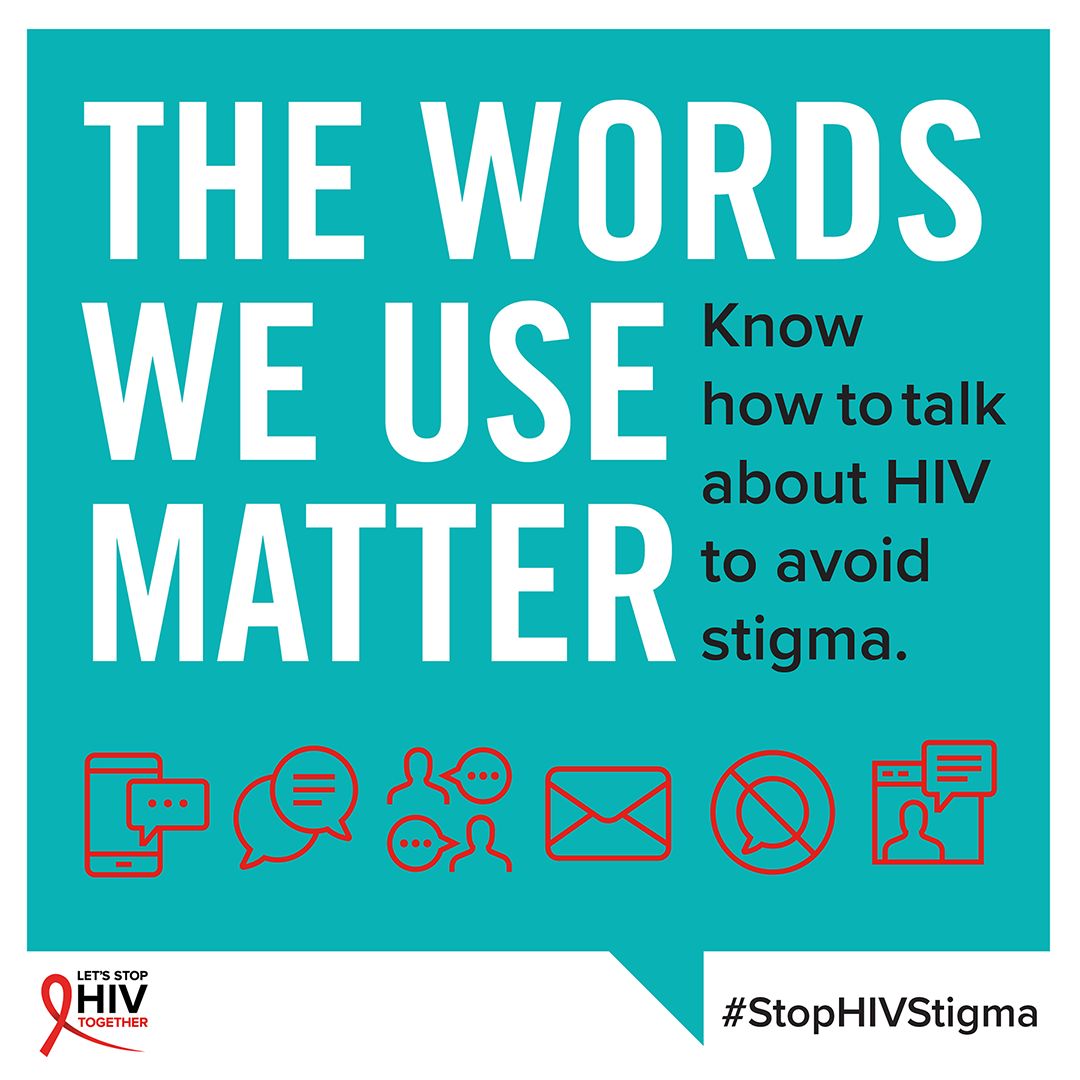 THE WORDS
WE USE
MATTER
Know
how to talk
about HIV
to avoid
stigma.
LET'S STOP
HIV
TOGETHER
#StopHIVStigma